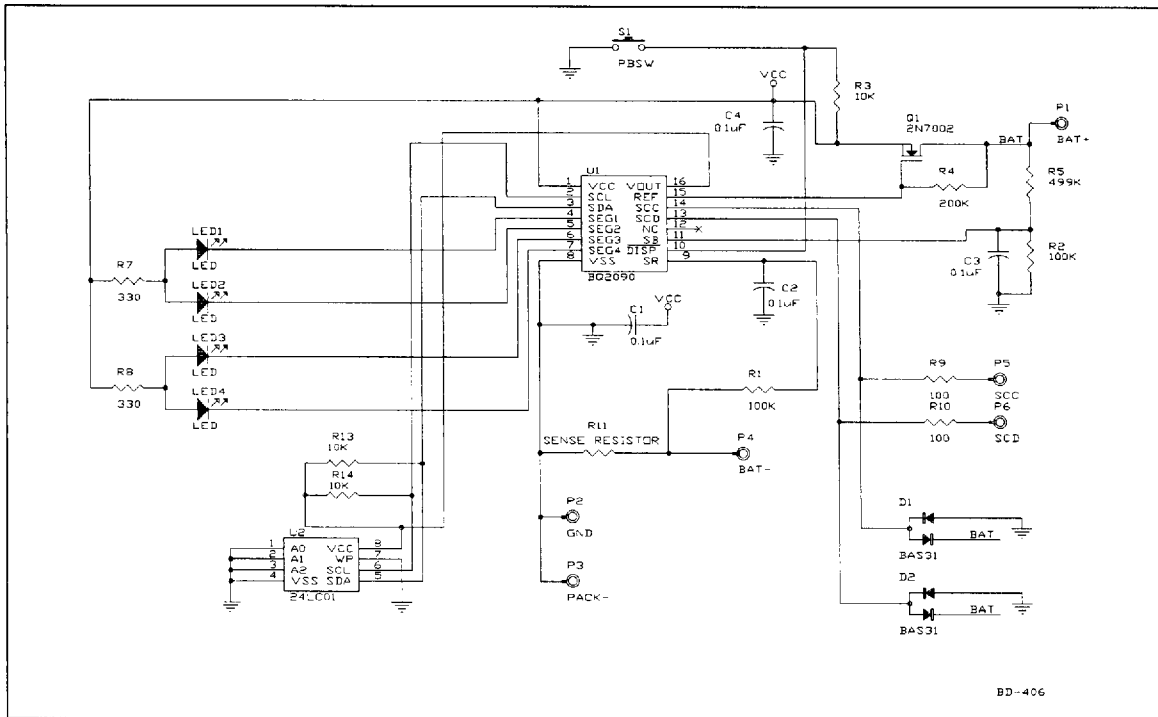 S1
PBSW
VCC
R3
10K
C4
0.1uF
Q1
2N7002
P1
BAT
BAT+
R4
200K
R5
499K
U1
1 VCC VOUT 16
2 SCL REF 15
3 SDA SCC 14
4 SEG1 SCD 13
5 SEG2 NC 12
6 SEG3 SB 11
7 SEG4 DISP 10
8 VSS SR 9
BQ2090
R2
100K
C3
0.1uF
C2
0.1uF
LED1
LED
R7
330
LED2
LED
LED3
LED
R8
330
LED4
LED
C1
0.1uF
VCC
R1
100K
R9
100
P5
SCC
R10
100
P6
SCD
R11
SENSE RESISTOR
P4
BAT-
R13
10K
R14
10K
P2
GND
P3
PACK-
U2
1 A0 VCC 8
2 A1 WP 7
3 A2 SCL 6
4 VSS SDA 5
24LC01
D1
BAT
BAS31
D2
BAT
BAS31
BD-406